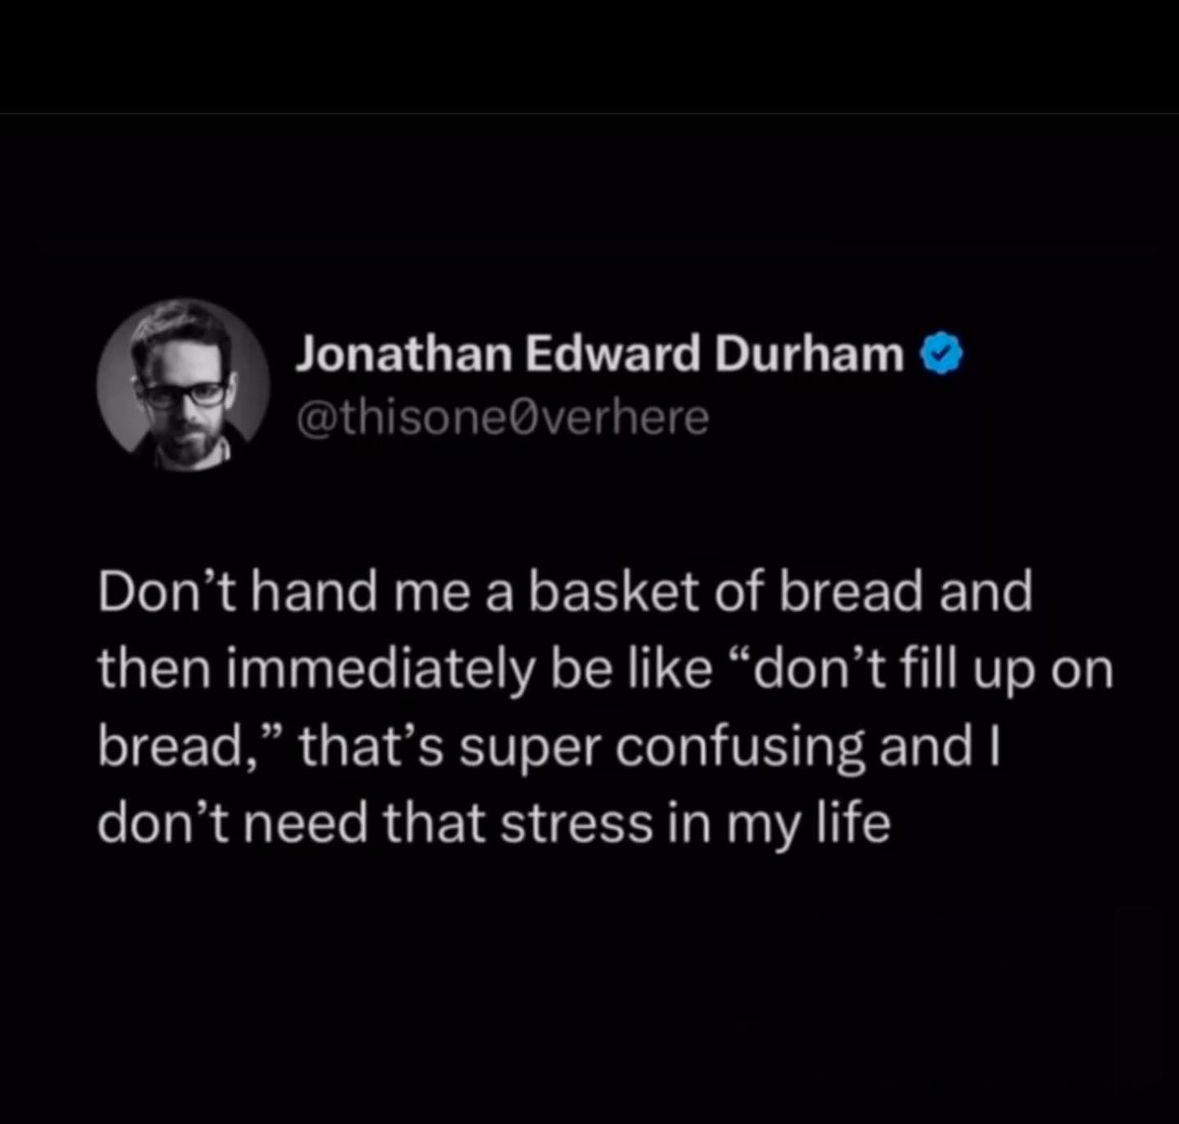 Jonathan Edward Durham
@thisone0verhere
Don’t hand me a basket of bread and
then immediately be like “don’t fill up on
bread,” that’s super confusing and I
don’t need that stress in my life